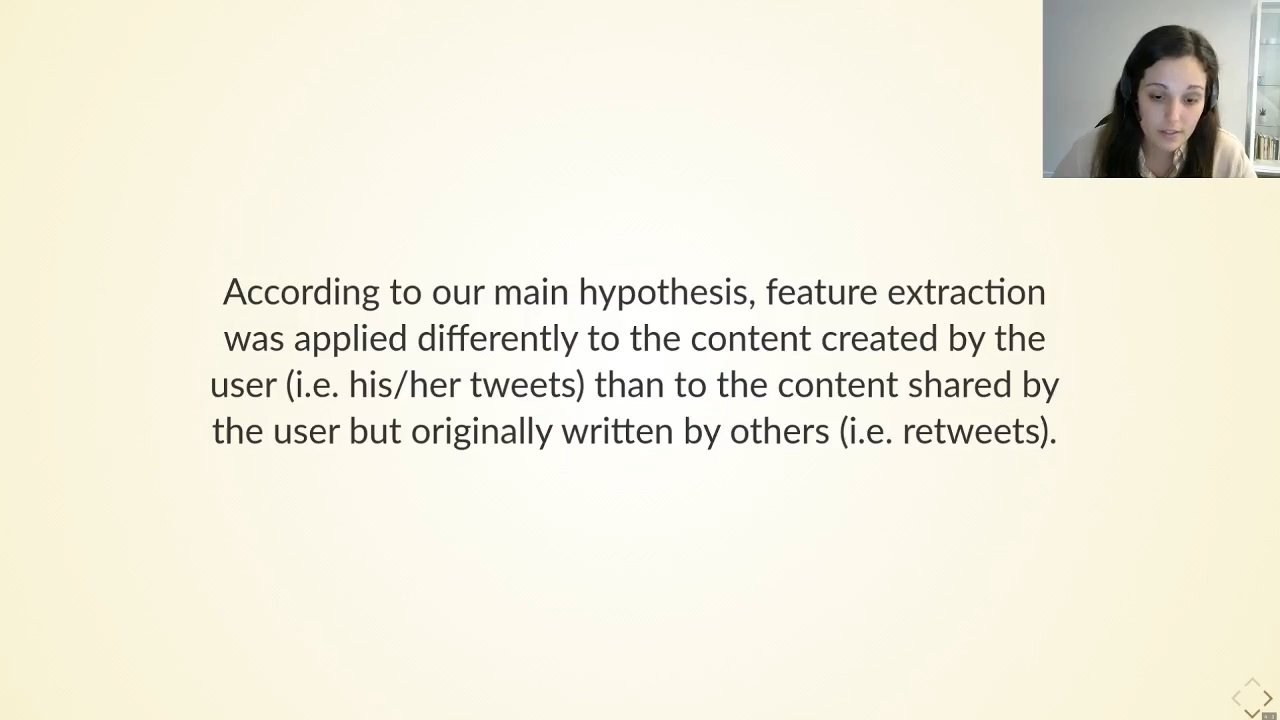 According to our main hypothesis, feature extraction
was applied differently to the content created by the
user (i.e. his/her tweets) than to the content shared by
the user but originally written by others (i.e. retweets).